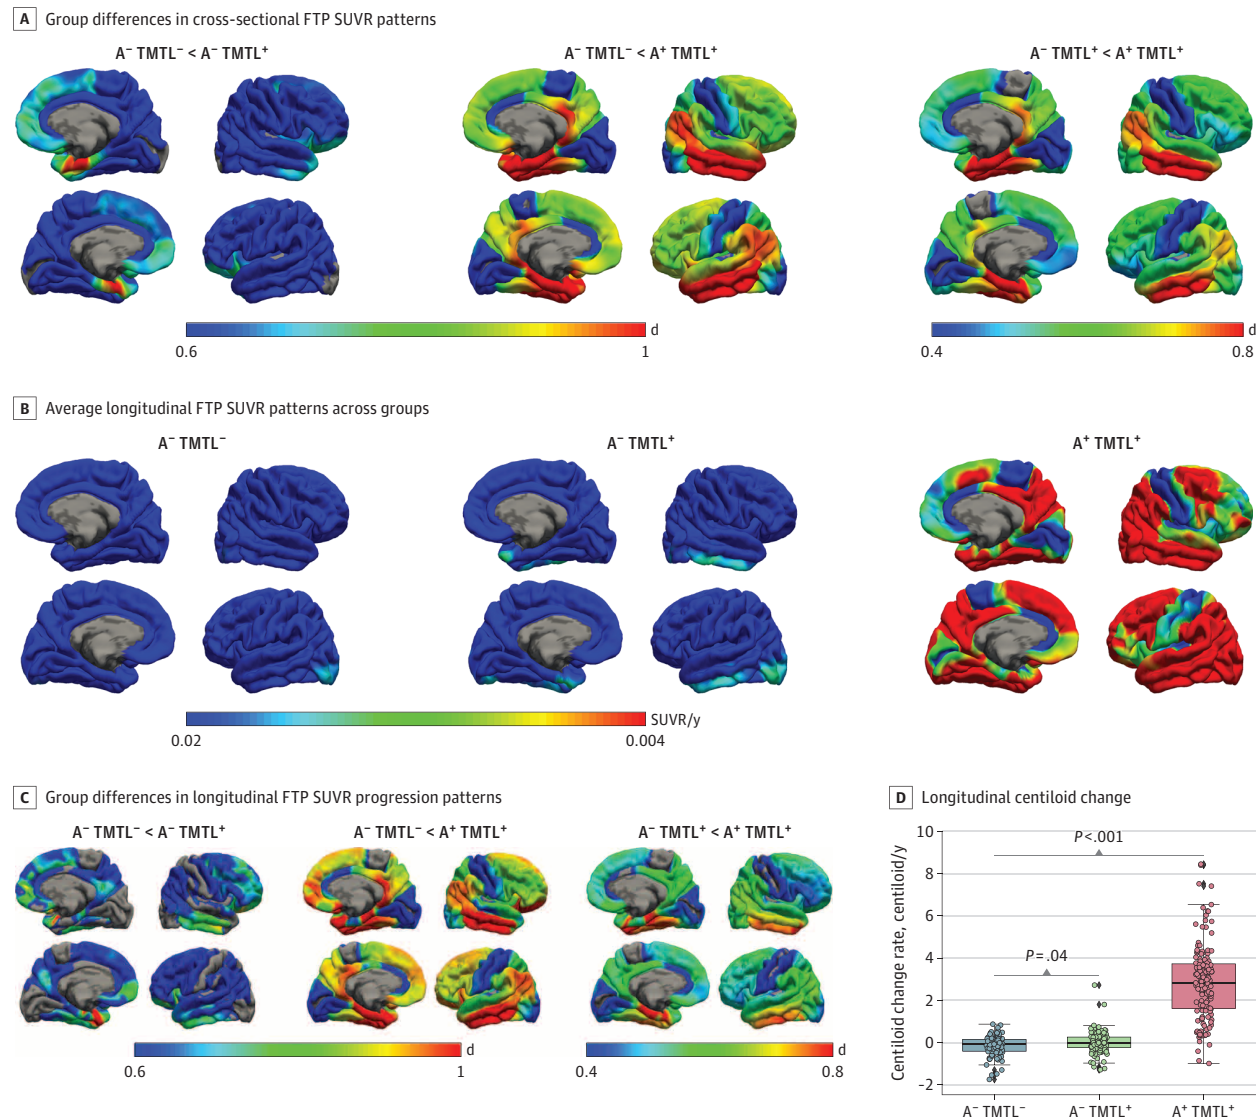 A Group differences in cross-sectional FTP SUVR patterns
A− TMTL− < A− TMTL+
A− TMTL− < A+ TMTL+
A− TMTL+ < A+ TMTL+
d
0.6 1
d
0.4 0.8
B Average longitudinal FTP SUVR patterns across groups
A− TMTL−
A− TMTL+
A+ TMTL+
SUVR/y
0.02 0.004
C Group differences in longitudinal FTP SUVR progression patterns
A− TMTL− < A− TMTL+
A− TMTL− < A+ TMTL+
A− TMTL+ < A+ TMTL+
d
0.6 1
d
0.4 0.8
D Longitudinal centiloid change
Centiloid change rate, centiloid/y
10
8
6
4
2
0
-2
P<.001
P=.04
A− TMTL−
A− TMTL+
A+ TMTL+